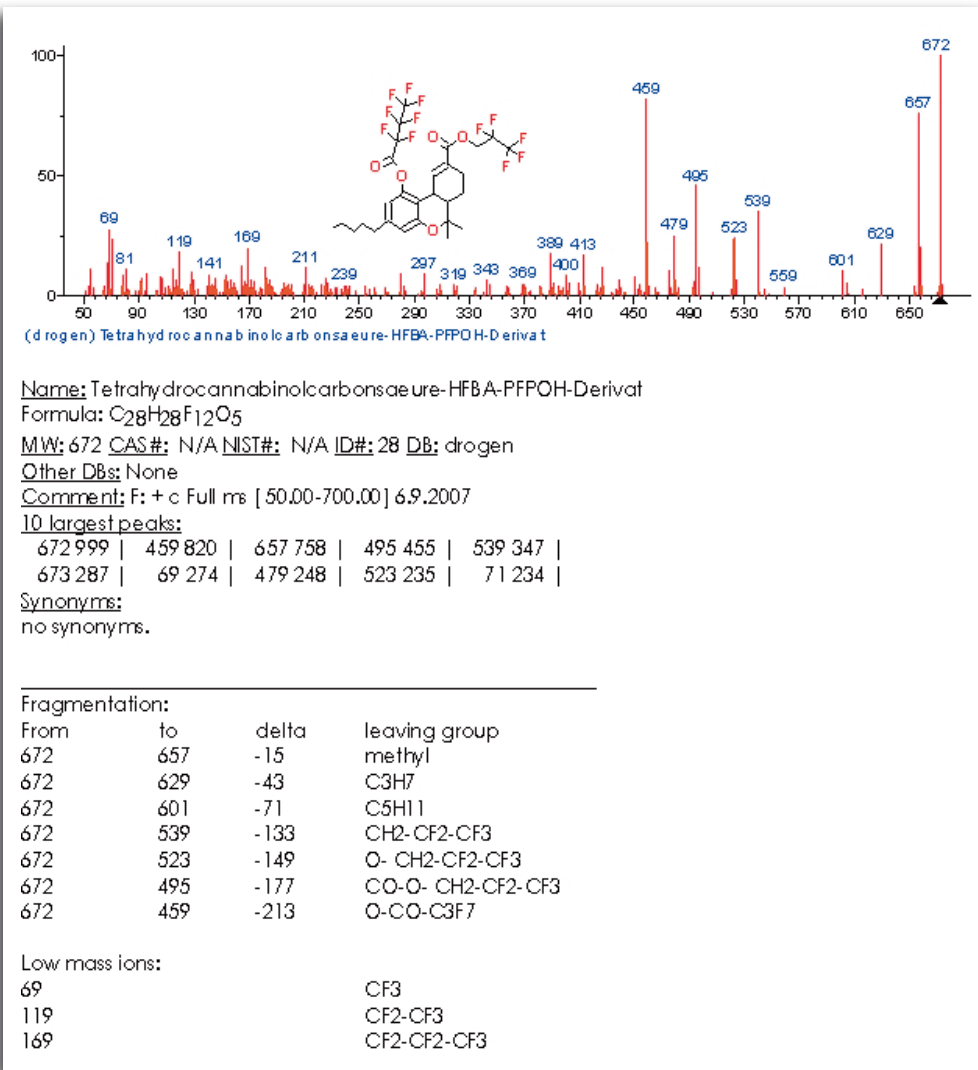 100
50
0
672
657
459
495
539
479
523
629
601
559
69
119
81
141
169
211
239
297
319
343
369
389
400
413
50 90 130 170 210 250 290 330 370 410 450 490 530 570 610 650
F F F F F F F O O
O O F F F F F
O
(drogen) Tetrahydrocannabinolcarbonsaeure-HFBA-PFPOH-Derivat
Name: Tetrahydrocannabinolcarbonsaeure-HFBA-PFPOH-Derivat
Formula: C28H28F12O5
MW: 672 CAS#: N/A NIST#: N/A ID#: 28 DB: drogen
Other DBs: None
Comment: F: + c Full ms [50.00-700.00] 6.9.2007
10 largest peaks:
672 999 | 459 820 | 657 758 | 495 455 | 539 347 |
673 287 | 69 274 | 479 248 | 523 235 | 71 234 |
Synonyms:
no synonyms.
Fragmentation:
From to delta leaving group
672 657 -15 methyl
672 629 -43 C3H7
672 601 -71 C5H11
672 539 -133 CH2-CF2-CF3
672 523 -149 O- CH2-CF2-CF3
672 495 -177 CO-O- CH2-CF2-CF3
672 459 -213 O-CO-C3F7
Low mass ions:
69 CF3
119 CF2-CF3
169 CF2-CF2-CF3